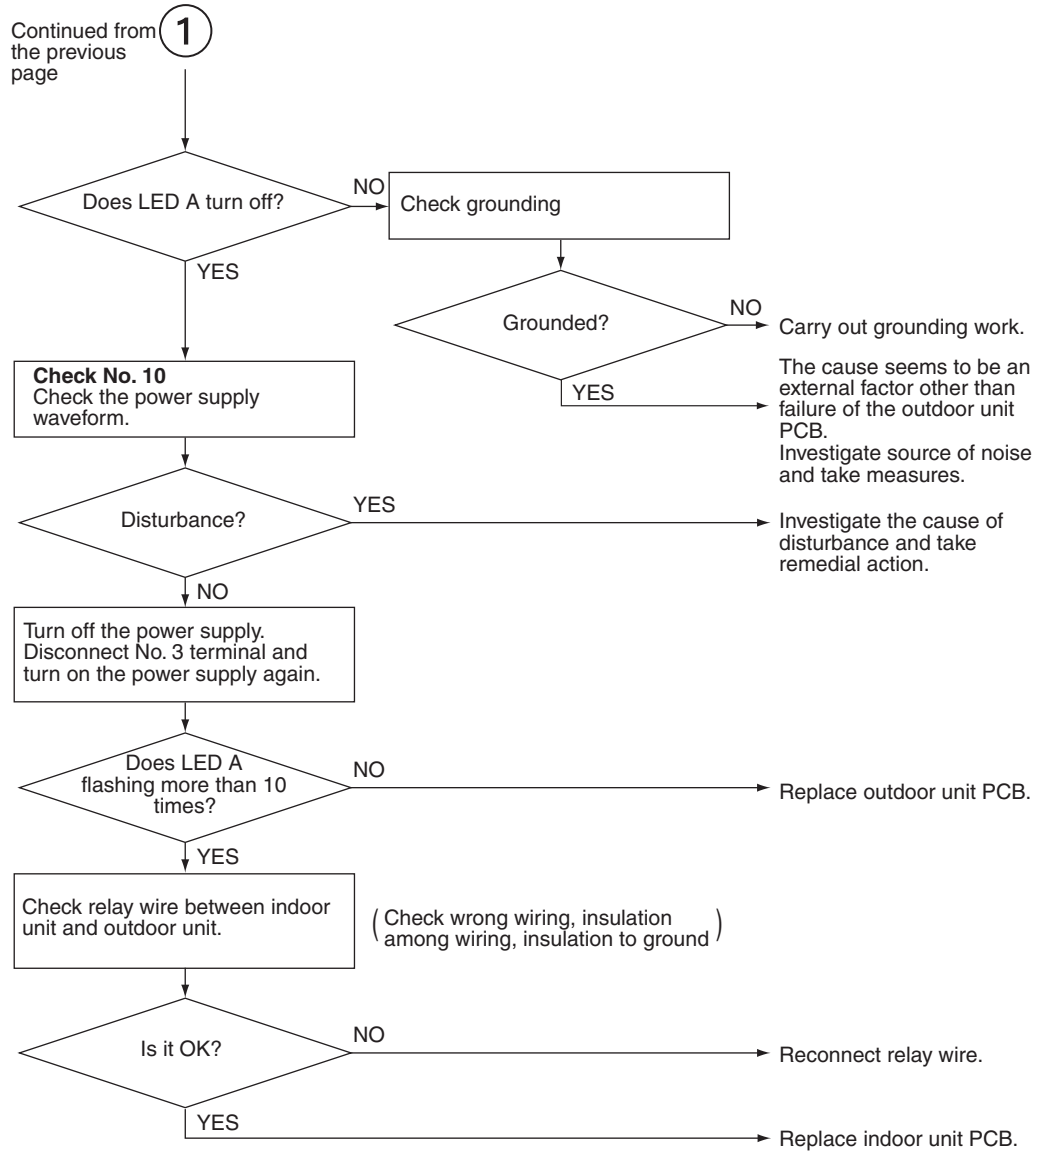 Continued from
the previous
page
1
Does LED A turn off?
NO
Check grounding
YES
Grounded?
NO
Carry out grounding work.
YES
The cause seems to be an
external factor other than
failure of the outdoor unit
PCB.
Investigate source of noise
and take measures.
Check No. 10
Check the power supply
waveform.
Disturbance?
YES
Investigate the cause of
disturbance and take
remedial action.
NO
Turn off the power supply.
Disconnect No. 3 terminal and
turn on the power supply again.
Does LED A
flashing more than 10
times?
NO
Replace outdoor unit PCB.
YES
Check relay wire between indoor
unit and outdoor unit.
(Check wrong wiring, insulation
among wiring, insulation to ground)
Is it OK?
NO
Reconnect relay wire.
YES
Replace indoor unit PCB.